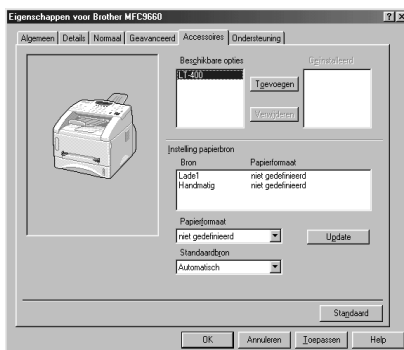 Eigenschappen voor Brother MFC9660
Algemeen Details Normaal Geavanceerd Accessoires Ondersteuning
Beschikbare opties Geïnstalleerd
LT-400
Toevoegen
Verwijderen
Instelling papierbron
Bron Papierformaat
Lade1 niet gedefinieerd
Handmatig niet gedefinieerd
Papierformaat
niet gedefinieerd Update
Standaardbron
Automatisch
Standaard
OK Annuleren Toepassen Help